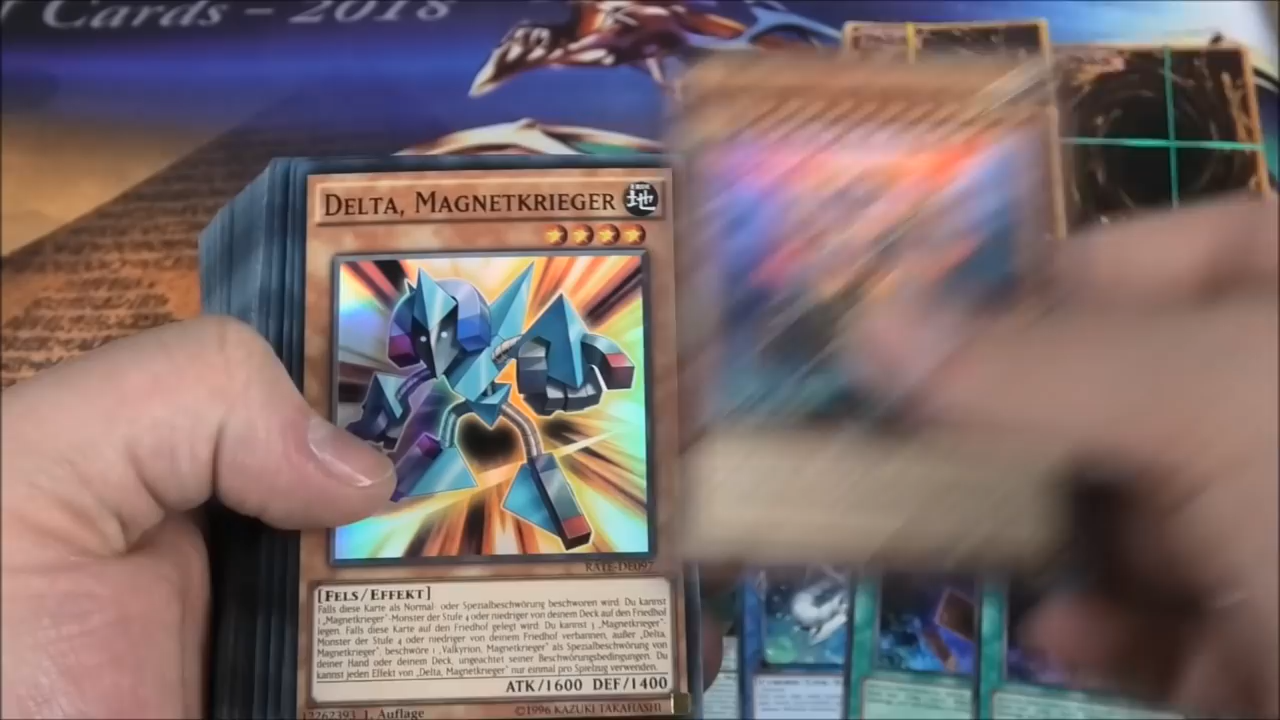 Cards - 2018
DELTA, MAGNETKRIEGER
地
RATE-DE097
[FELS/EFFEKT]
Falls diese Karte als Normal- oder Spezialbeschwörung beschworen wird: Du kannst
1 „Magnetkrieger"-Monster der Stufe 4 oder niedriger von deinem Deck auf den Friedhof
legen. Falls diese Karte auf den Friedhof gelegt wird: Du kannst 3 „Magnetkrieger"-
Monster der Stufe 4 oder niedriger von deinem Friedhof verbannen, außer „Delta,
Magnetkrieger"; beschwöre 1 „Valkyrion, Magnetkrieger" als Spezialbeschwörung von
deiner Hand oder deinem Deck, ungeachtet seiner Beschwörungsbedingungen. Du
kannst jeden Effekt von „Delta, Magnetkrieger" nur einmal pro Spielzug verwenden.
ATK/1600 DEF/1400
12262393 1. Auflage ©1996 KAZUKI TAKAHASHI